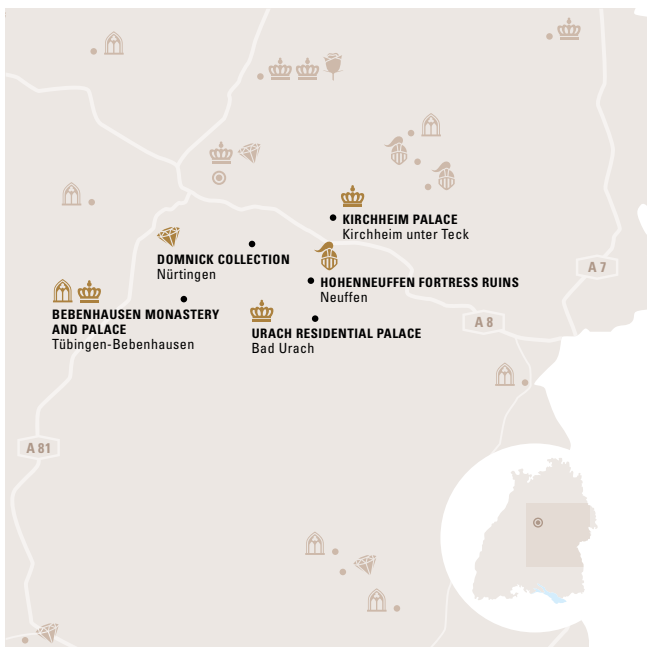 KIRCHHEIM PALACE
Kirchheim unter Teck
DOMNICK COLLECTION
Nürtingen
HOHENNEUFFEN FORTRESS RUINS
Neuffen
A 7
BEBENHAUSEN MONASTERY
AND PALACE
Tübingen-Bebenhausen
URACH RESIDENTIAL PALACE
Bad Urach
A 8
A 81